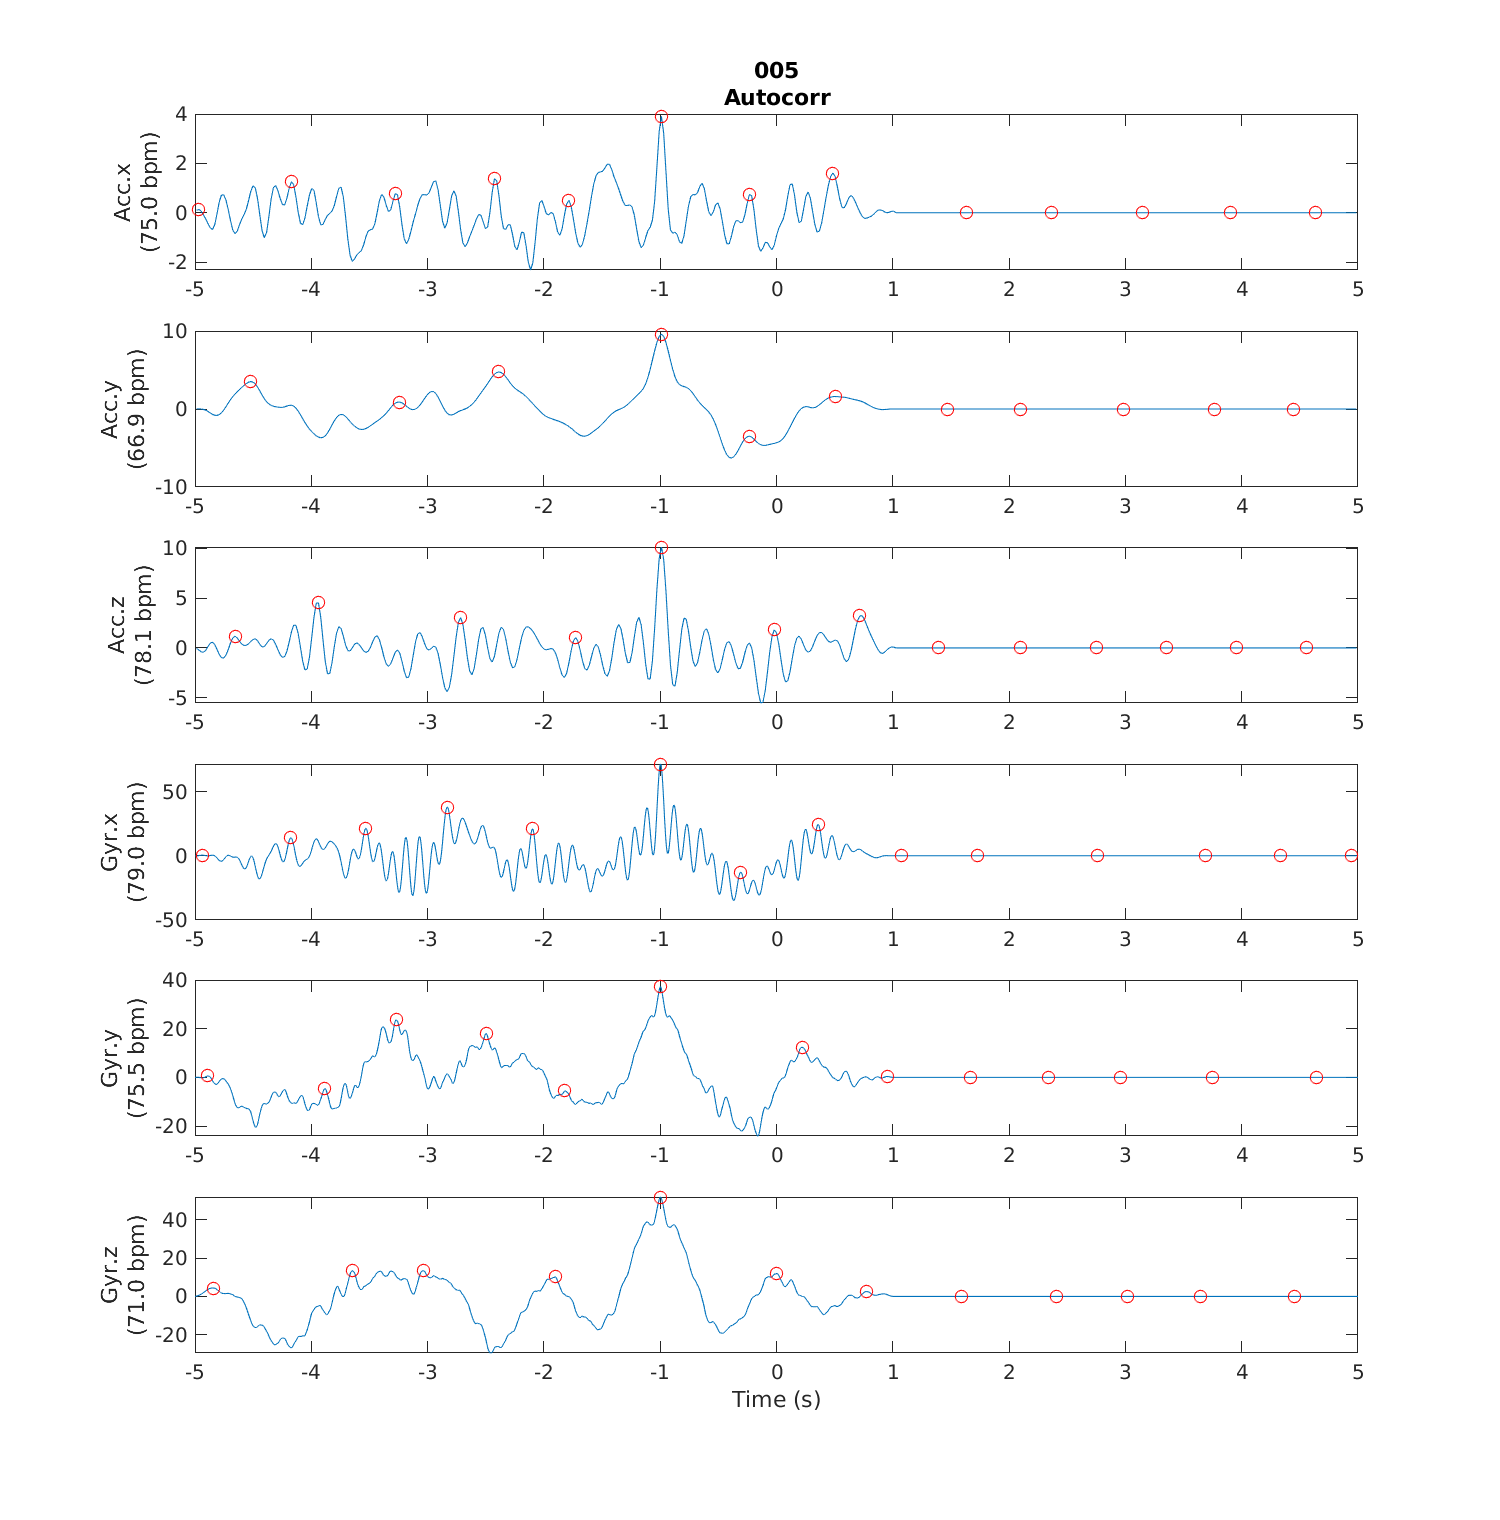 005
Autocorr
Acc.x
(75.0 bpm)
4
2
0
-2
-5 -4 -3 -2 -1 0 1 2 3 4 5
Acc.y
(66.9 bpm)
10
0
-10
-5 -4 -3 -2 -1 0 1 2 3 4 5
Acc.z
(78.1 bpm)
10
5
0
-5
-5 -4 -3 -2 -1 0 1 2 3 4 5
Gyr.x
(79.0 bpm)
50
0
-50
-5 -4 -3 -2 -1 0 1 2 3 4 5
Gyr.y
(75.5 bpm)
40
20
0
-20
-5 -4 -3 -2 -1 0 1 2 3 4 5
Gyr.z
(71.0 bpm)
40
20
0
-20
-5 -4 -3 -2 -1 0 1 2 3 4 5
Time (s)